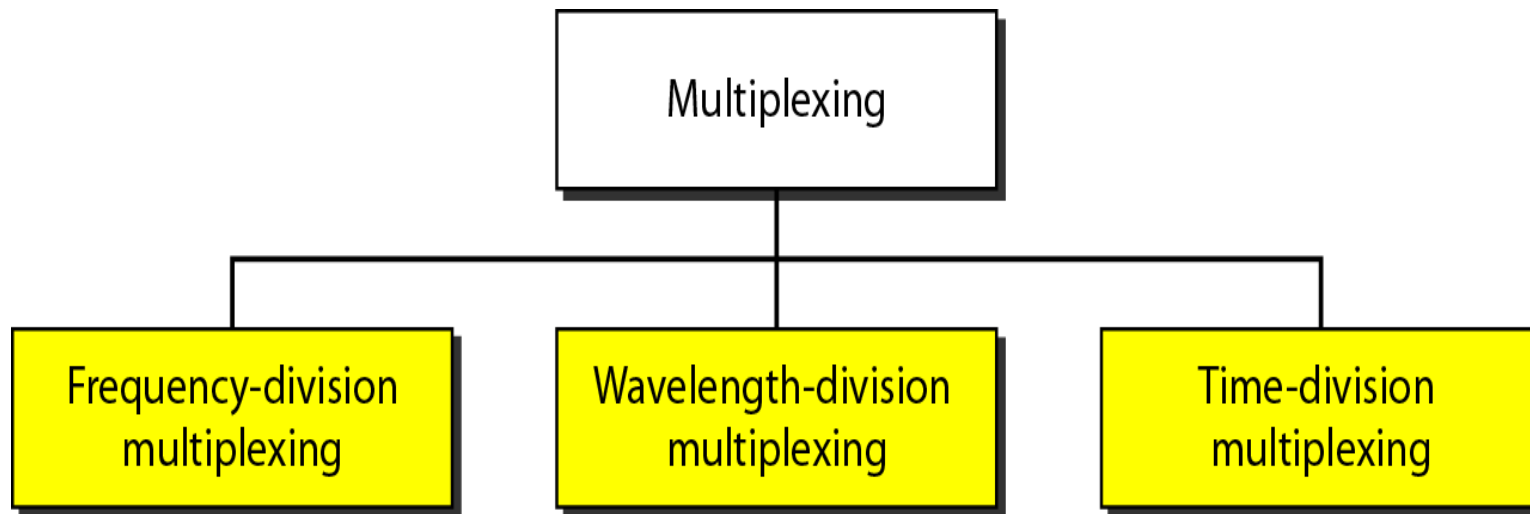 Multiplexing
Frequency-division
multiplexing
Wavelength-division
multiplexing
Time-division
multiplexing